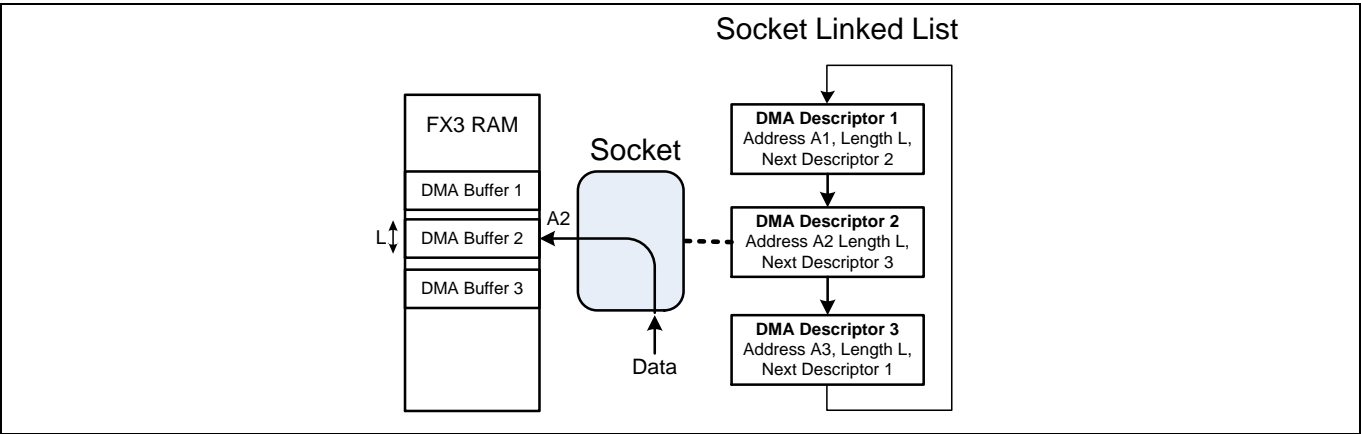 Socket Linked List
FX3 RAM
DMA Buffer 1
L
DMA Buffer 2
DMA Buffer 3
A2
Socket
Data
DMA Descriptor 1
Address A1, Length L,
Next Descriptor 2
DMA Descriptor 2
Address A2 Length L,
Next Descriptor 3
DMA Descriptor 3
Address A3, Length L,
Next Descriptor 1